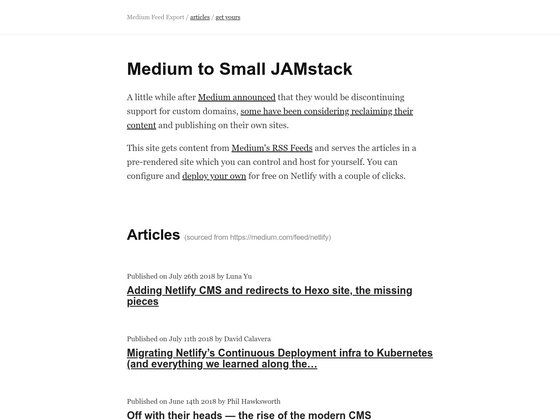 Medium Feed Export / articles / get yours
Medium to Small JAMstack
A little while after Medium announced that they would be discontinuing
support for custom domains, some have been considering reclaiming their
content and publishing on their own sites.
This site gets content from Medium's RSS Feeds and serves the articles in a
pre-rendered site which you can control and host for yourself. You can
configure and deploy your own for free on Netlify with a couple of clicks.
Articles (sourced from https://medium.com/feed/netlify)
Published on July 26th 2018 by Luna Yu
Adding Netlify CMS and redirects to Hexo site, the missing
pieces
Published on July 11th 2018 by David Calavera
Migrating Netlify’s Continuous Deployment infra to Kubernetes
(and everything we learned along the…
Published on June 14th 2018 by Phil Hawksworth
Off with their heads — the rise of the modern CMS